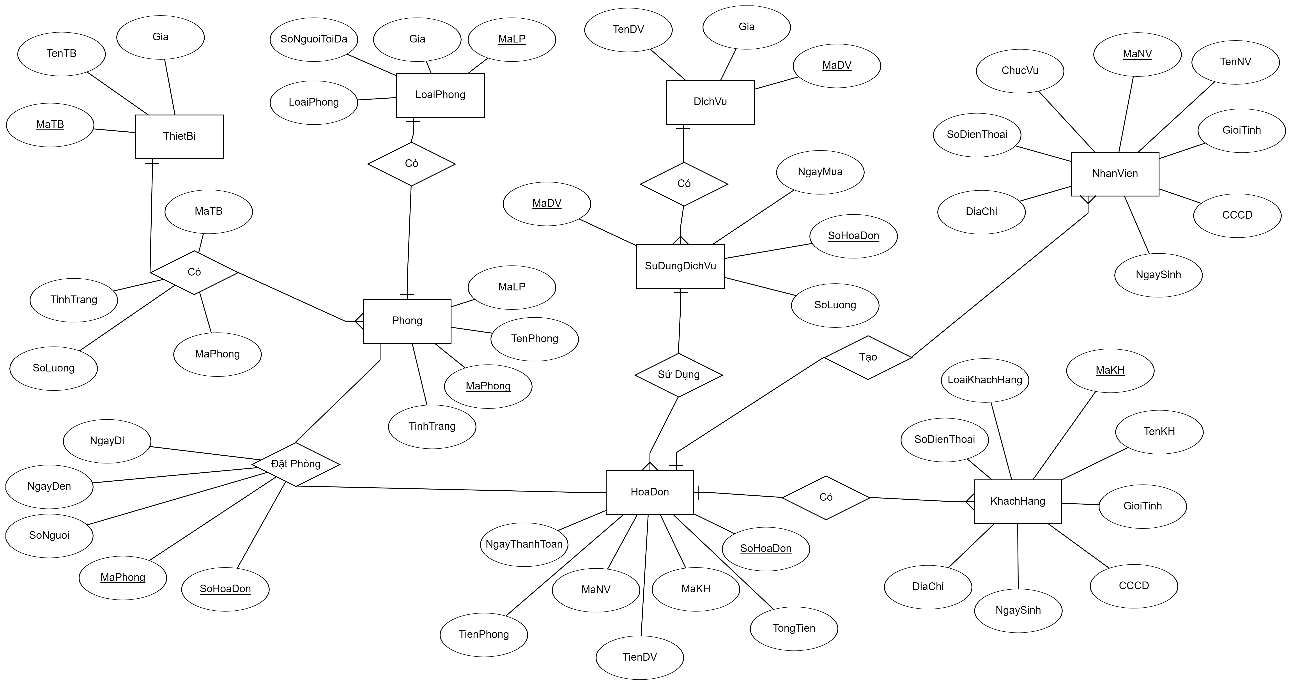 TenTB
Gia
MaTB
ThietBi
SoNguoiToiDa
Gia
MaLP
LoaiPhong
LoaiPhong
Có
TenDV
Gia
MaDV
DichVu
Có
NgayMua
MaDV
SoHoaDon
SuDungDichVu
SoLuong
ChucVu
MaNV
TenNV
SoDienThoai
GioiTinh
NhanVien
DiaChi
CCCD
NgaySinh
MaTB
Có
TinhTrang
SoLuong
MaPhong
MaLP
Phong
TenPhong
MaPhong
TinhTrang
Sử Dụng
Tạo
LoaiKhachHang
MaKH
SoDienThoai
TenKH
KhachHang
GioiTinh
DiaChi
CCCD
NgaySinh
NgayDi
Đặt Phòng
NgayDen
SoNguoi
MaPhong
SoHoaDon
HoaDon
Có
NgayThanhToan
SoHoaDon
MaNV
MaKH
TienPhong
TongTien
TienDV